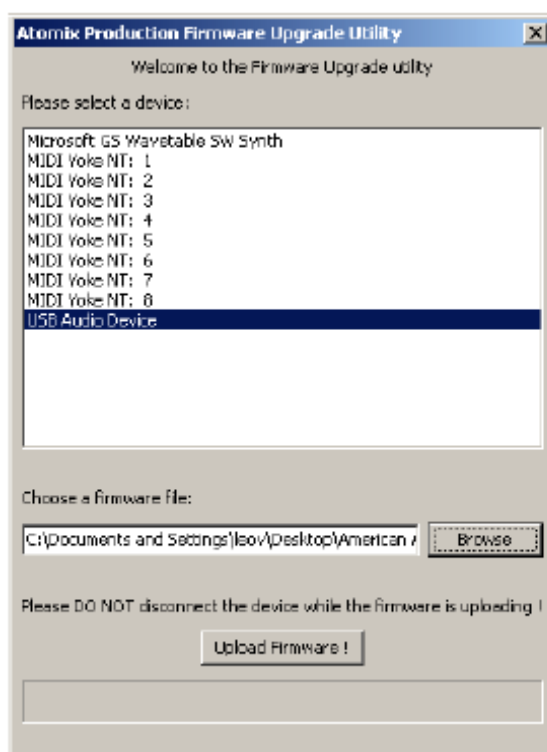 Atomix Production Firmware Upgrade Utility
Welcome to the Firmware Upgrade utility
Please select a device:
Microsoft GS Wavetable SW Synth
MIDI Yoke NT: 1
MIDI Yoke NT: 2
MIDI Yoke NT: 3
MIDI Yoke NT: 4
MIDI Yoke NT: 5
MIDI Yoke NT: 6
MIDI Yoke NT: 7
MIDI Yoke NT: 8
USB Audio Device
Choose a firmware file:
C:\Documents and Settings\leov\Desktop\American A
Browse
Please DO NOT disconnect the device while the firmware is uploading !
Upload Firmware !